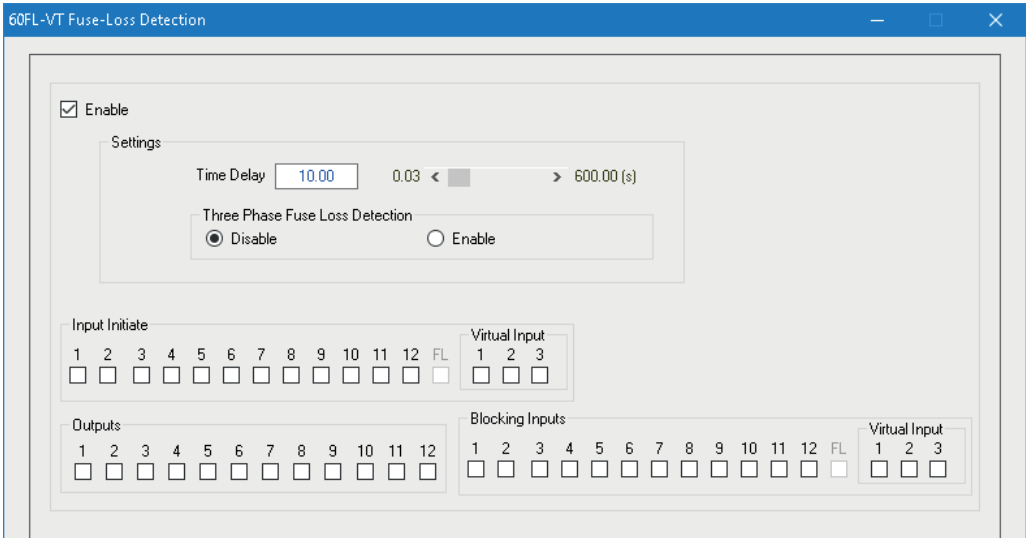 60FL-VT Fuse-Loss Detection
Enable
Settings
Time Delay 10.00 0.03 600.00 (s)
Three Phase Fuse Loss Detection
Disable Enable
Input Initiate
Virtual Input
1 2 3 4 5 6 7 8 9 10 11 12 FL 1 2 3
Outputs
1 2 3 4 5 6 7 8 9 10 11 12
Blocking Inputs
Virtual Input
1 2 3 4 5 6 7 8 9 10 11 12 FL 1 2 3